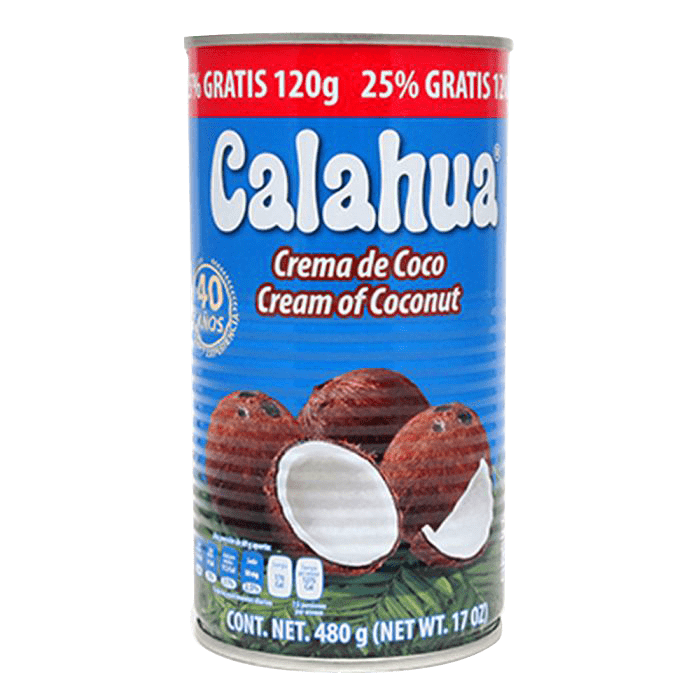 % GRATIS 120g 25% GRATIS 12
Calahua®
Crema de Coco
Cream of Coconut
40
AÑOS
EXPERIENCIA
CONT. NET. 480 g (NET WT. 17 OZ)